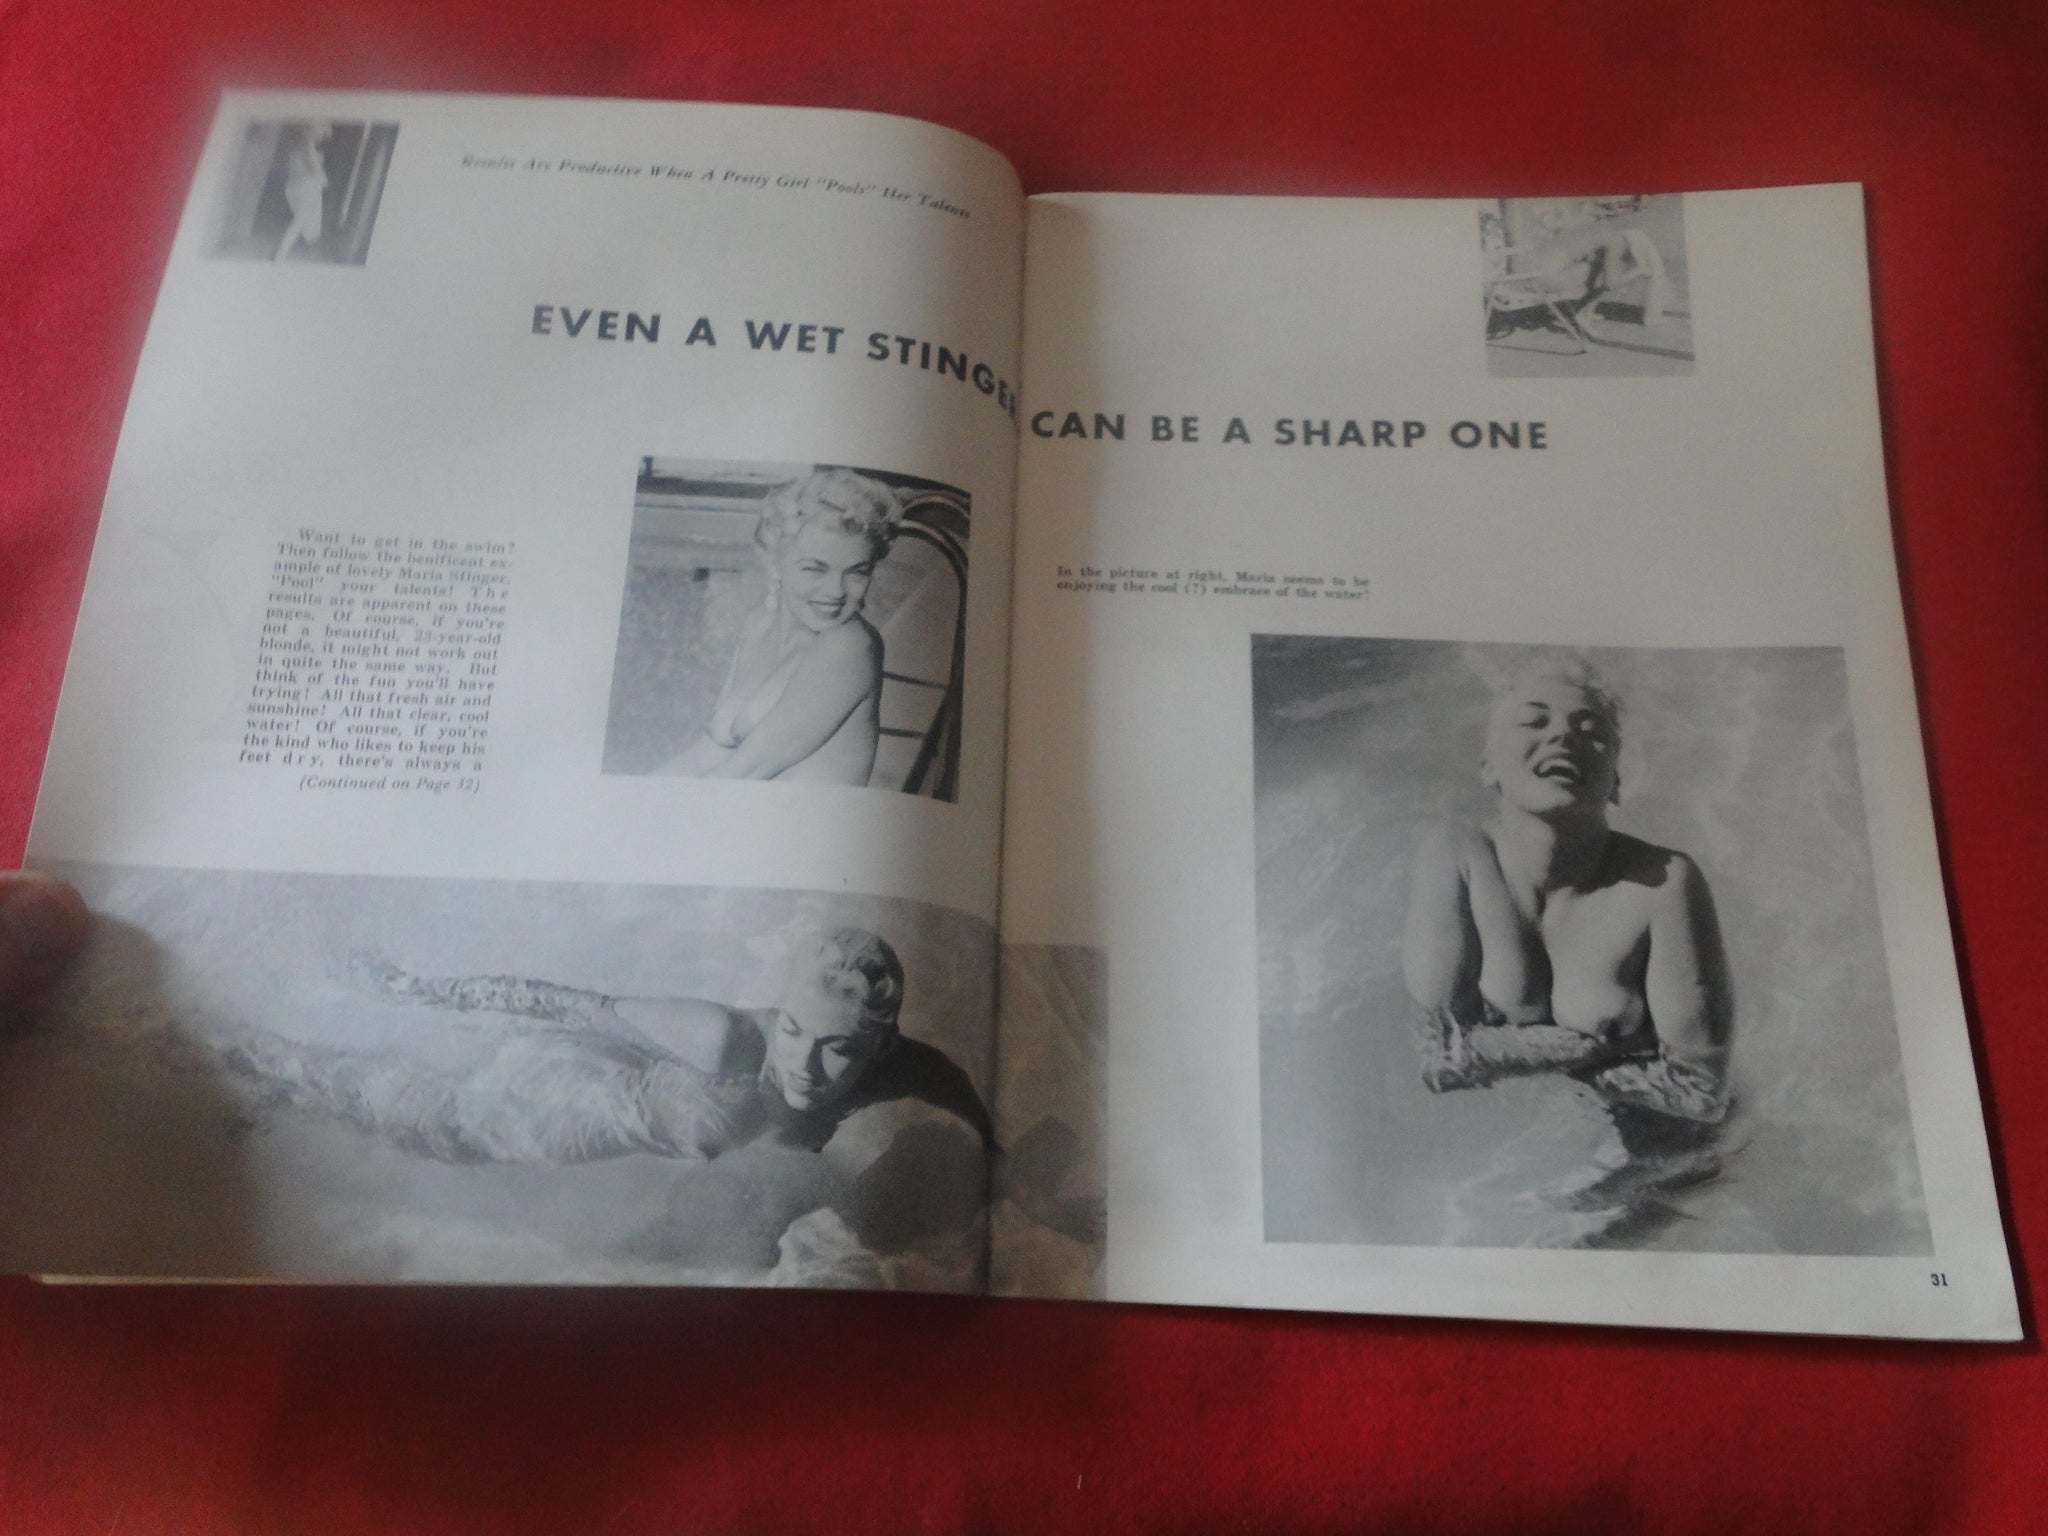 Results Are Productive When A Pretty Girl "Pools" Her Talents
EVEN A WET STINGER CAN BE A SHARP ONE
Want to get in the swim?
Then follow the benificent ex-
ample of lovely Maria Stinger.
"Pool" your talents! The
results are apparent on these
pages. Of course, if you're
not a beautiful, 23-year-old
blonde, it might not work out
in quite the same way. But
think of the fun you'll have
trying! All that fresh air and
sunshine! All that clear, cool
water! Of course, if you're
the kind who likes to keep his
feet dry, there's always a
(Continued on Page 32)
In the picture at right, Maria seems to be
enjoying the cool (?) embrace of the water!
31